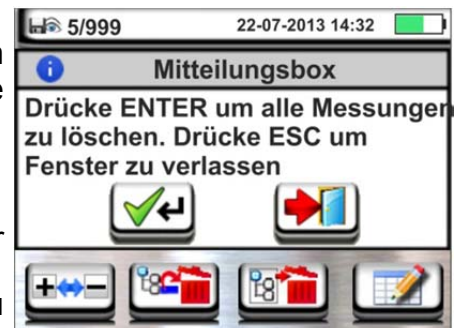 5/999 22-07-2013 14:32
Mitteilungsbox
Drücke ENTER um alle Messungen
zu löschen. Drücke ESC um
Fenster zu verlassen